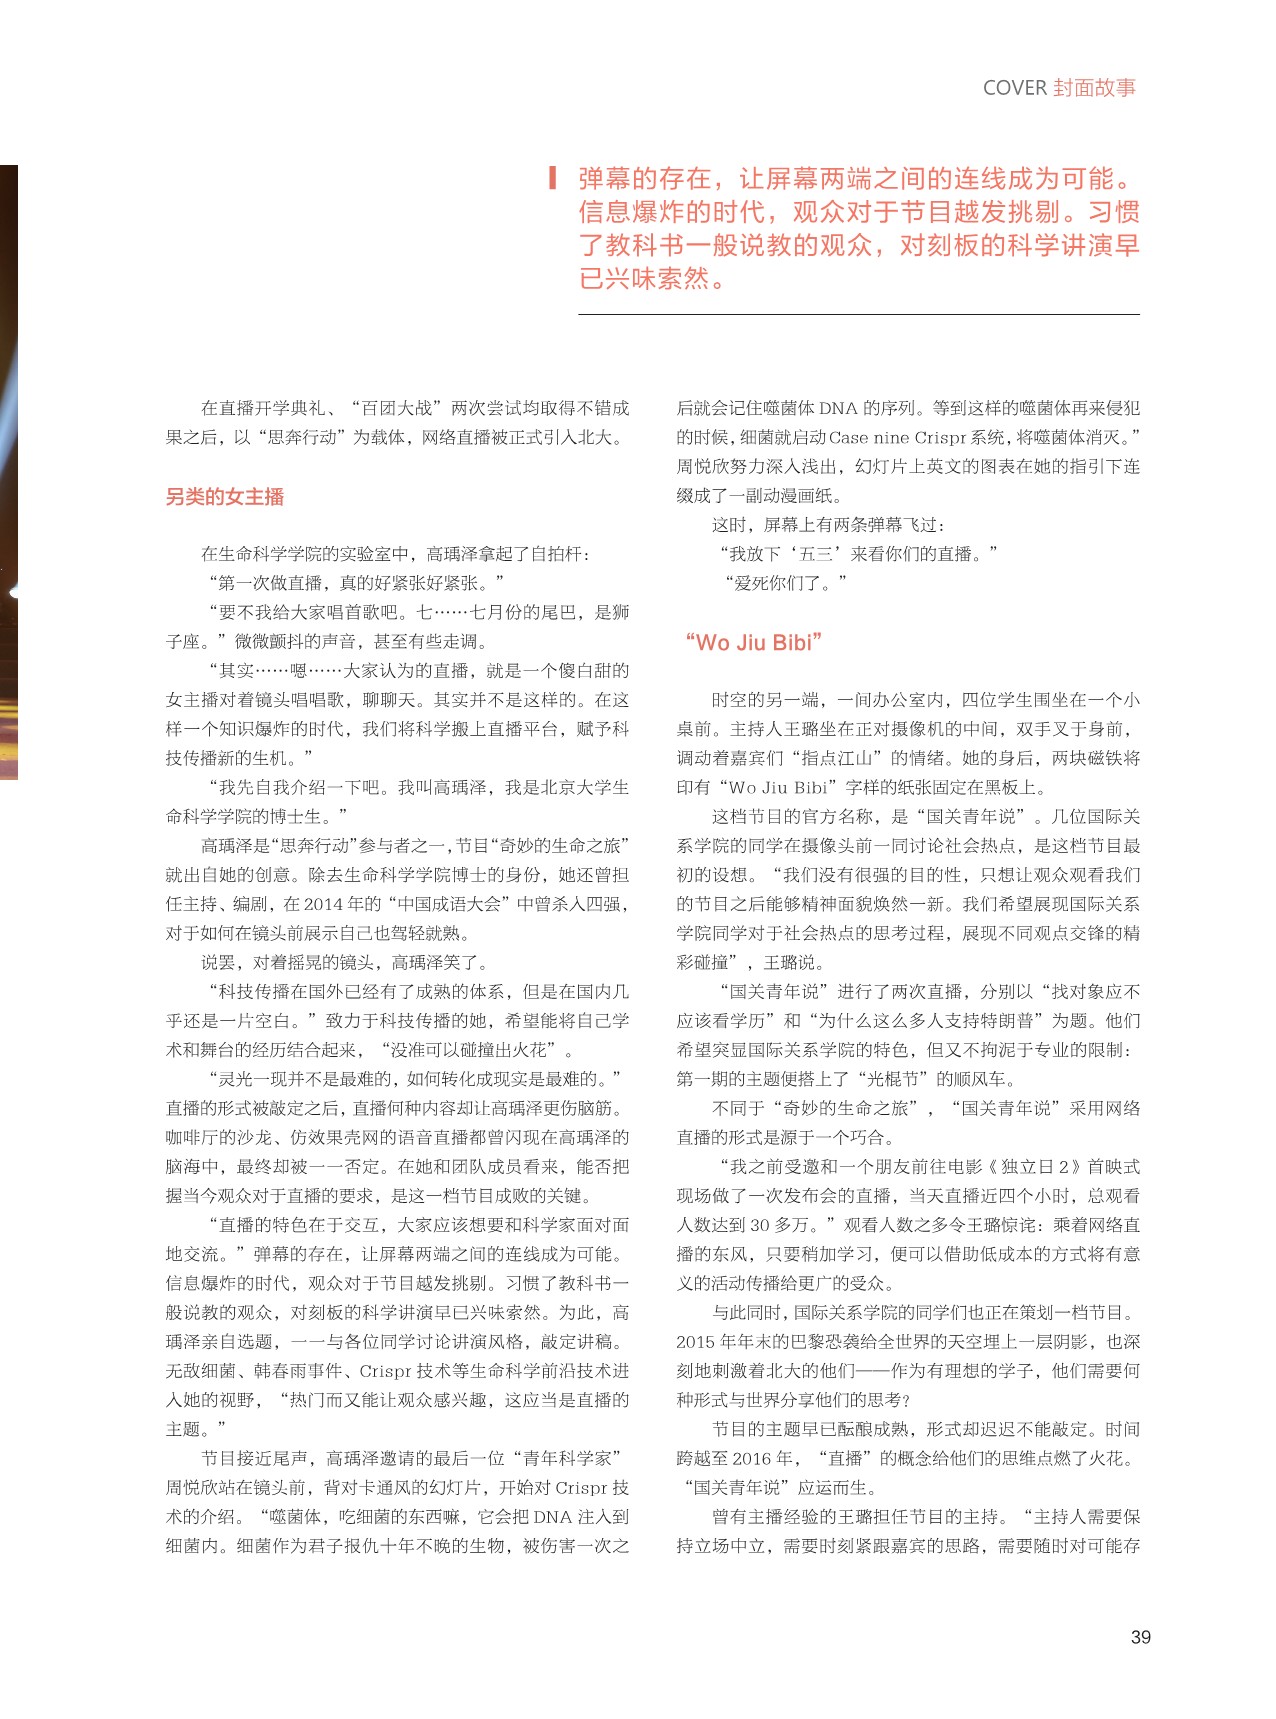 COVER 封面故事
弹幕的存在，让屏幕两端之间的连线成为可能。
信息爆炸的时代，观众对于节目越发挑剔。习惯
了教科书一般说教的观众，对刻板的科学讲演早
已兴味索然。
在直播开学典礼、“百团大战”两次尝试均取得不错成
果之后，以“思奔行动”为载体，网络直播被正式引入北大。
另类的女主播
在生命科学学院的实验室中，高瑀泽拿起了自拍杆：
“第一次做直播，真的好紧张好紧张。”
“要不我给大家唱首歌吧。七……七月份的尾巴，是狮
子座。”微微颤抖的声音，甚至有些走调。
“其实……嗯……大家认为的直播，就是一个傻白甜的
女主播对着镜头唱唱歌，聊聊天。其实并不是这样的。在这
样一个知识爆炸的时代，我们将科学搬上直播平台，赋予科
技传播新的生机。”
“我先自我介绍一下吧。我叫高瑀泽，我是北京大学生
命科学学院的博士生。”
高瑀泽是“思奔行动”参与者之一，节目“奇妙的生命之旅”
就出自她的创意。除去生命科学学院博士的身份，她还曾担
任主持、编剧，在 2014 年的“中国成语大会”中曾杀入四强，
对于如何在镜头前展示自己也驾轻就熟。
说罢，对着摇晃的镜头，高瑀泽笑了。
“科技传播在国外已经有了成熟的体系，但是在国内几
乎还是一片空白。”致力于科技传播的她，希望能将自己学
术和舞台的经历结合起来，“没准可以碰撞出火花”。
“灵光一现并不是最难的，如何转化成现实是最难的。”
直播的形式被敲定之后，直播何种内容却让高瑀泽更伤脑筋。
咖啡厅的沙龙、仿效果壳网的语音直播都曾闪现在高瑀泽的
脑海中，最终却被一一否定。在她和团队成员看来，能否把
握当今观众对于直播的要求，是这一档节目成败的关键。
“直播的特色在于交互，大家应该想要和科学家面对面
地交流。”弹幕的存在，让屏幕两端之间的连线成为可能。
信息爆炸的时代，观众对于节目越发挑剔。习惯了教科书一
般说教的观众，对刻板的科学讲演早已兴味索然。为此，高
瑀泽亲自选题，一一与各位同学讨论讲演风格，敲定讲稿。
无敌细菌、韩春雨事件、Crispr 技术等生命科学前沿技术进
入她的视野，“热门而又能让观众感兴趣，这应当是直播的
主题。”
节目接近尾声，高瑀泽邀请的最后一位“青年科学家”
周悦欣站在镜头前，背对卡通风的幻灯片，开始对 Crispr 技
术的介绍。“噬菌体，吃细菌的东西嘛，它会把 DNA 注入到
细菌内。细菌作为君子报仇十年不晚的生物，被伤害一次之
后就会记住噬菌体 DNA 的序列。等到这样的噬菌体再来侵犯
的时候，细菌就启动 Case nine Crispr 系统，将噬菌体消灭。”
周悦欣努力深入浅出，幻灯片上英文的图表在她的指引下连
缀成了一副动漫画纸。
这时，屏幕上有两条弹幕飞过：
“我放下‘五三’来看你们的直播。”
“爱死你们了。”
“Wo Jiu Bibi”
时空的另一端，一间办公室内，四位学生围坐在一个小
桌前。主持人王璐坐在正对摄像机的中间，双手叉于身前，
调动着嘉宾们“指点江山”的情绪。她的身后，两块磁铁将
印有“Wo Jiu Bibi”字样的纸张固定在黑板上。
这档节目的官方名称，是“国关青年说”。几位国际关
系学院的同学在摄像头前一同讨论社会热点，是这档节目最
初的设想。“我们没有很强的目的性，只想让观众观看我们
的节目之后能够精神面貌焕然一新。我们希望展现国际关系
学院同学对于社会热点的思考过程，展现不同观点交锋的精
彩碰撞”，王璐说。
“国关青年说”进行了两次直播，分别以“找对象应不
应该看学历”和“为什么这么多人支持特朗普”为题。他们
希望突显国际关系学院的特色，但又不拘泥于专业的限制：
第一期的主题便搭上了“光棍节”的顺风车。
不同于“奇妙的生命之旅”，“国关青年说”采用网络
直播的形式是源于一个巧合。
“我之前受邀和一个朋友前往电影《独立日 2》首映式
现场做了一次发布会的直播，当天直播近四个小时，总观看
人数达到 30 多万。”观看人数之多令王璐惊诧：乘着网络直
播的东风，只要稍加学习，便可以借助低成本的方式将有意
义的活动传播给更广的受众。
与此同时，国际关系学院的同学们也正在策划一档节目。
2015 年年末的巴黎恐袭给全世界的天空埋上一层阴影，也深
刻地刺激着北大的他们——作为有理想的学子，他们需要何
种形式与世界分享他们的思考？
节目的主题早已酝酿成熟，形式却迟迟不能敲定。时间
跨越至 2016 年，“直播”的概念给他们的思维点燃了火花。
“国关青年说”应运而生。
曾有主播经验的王璐担任节目的主持。“主持人需要保
持立场中立，需要时刻紧跟嘉宾的思路，需要随时对可能存
39